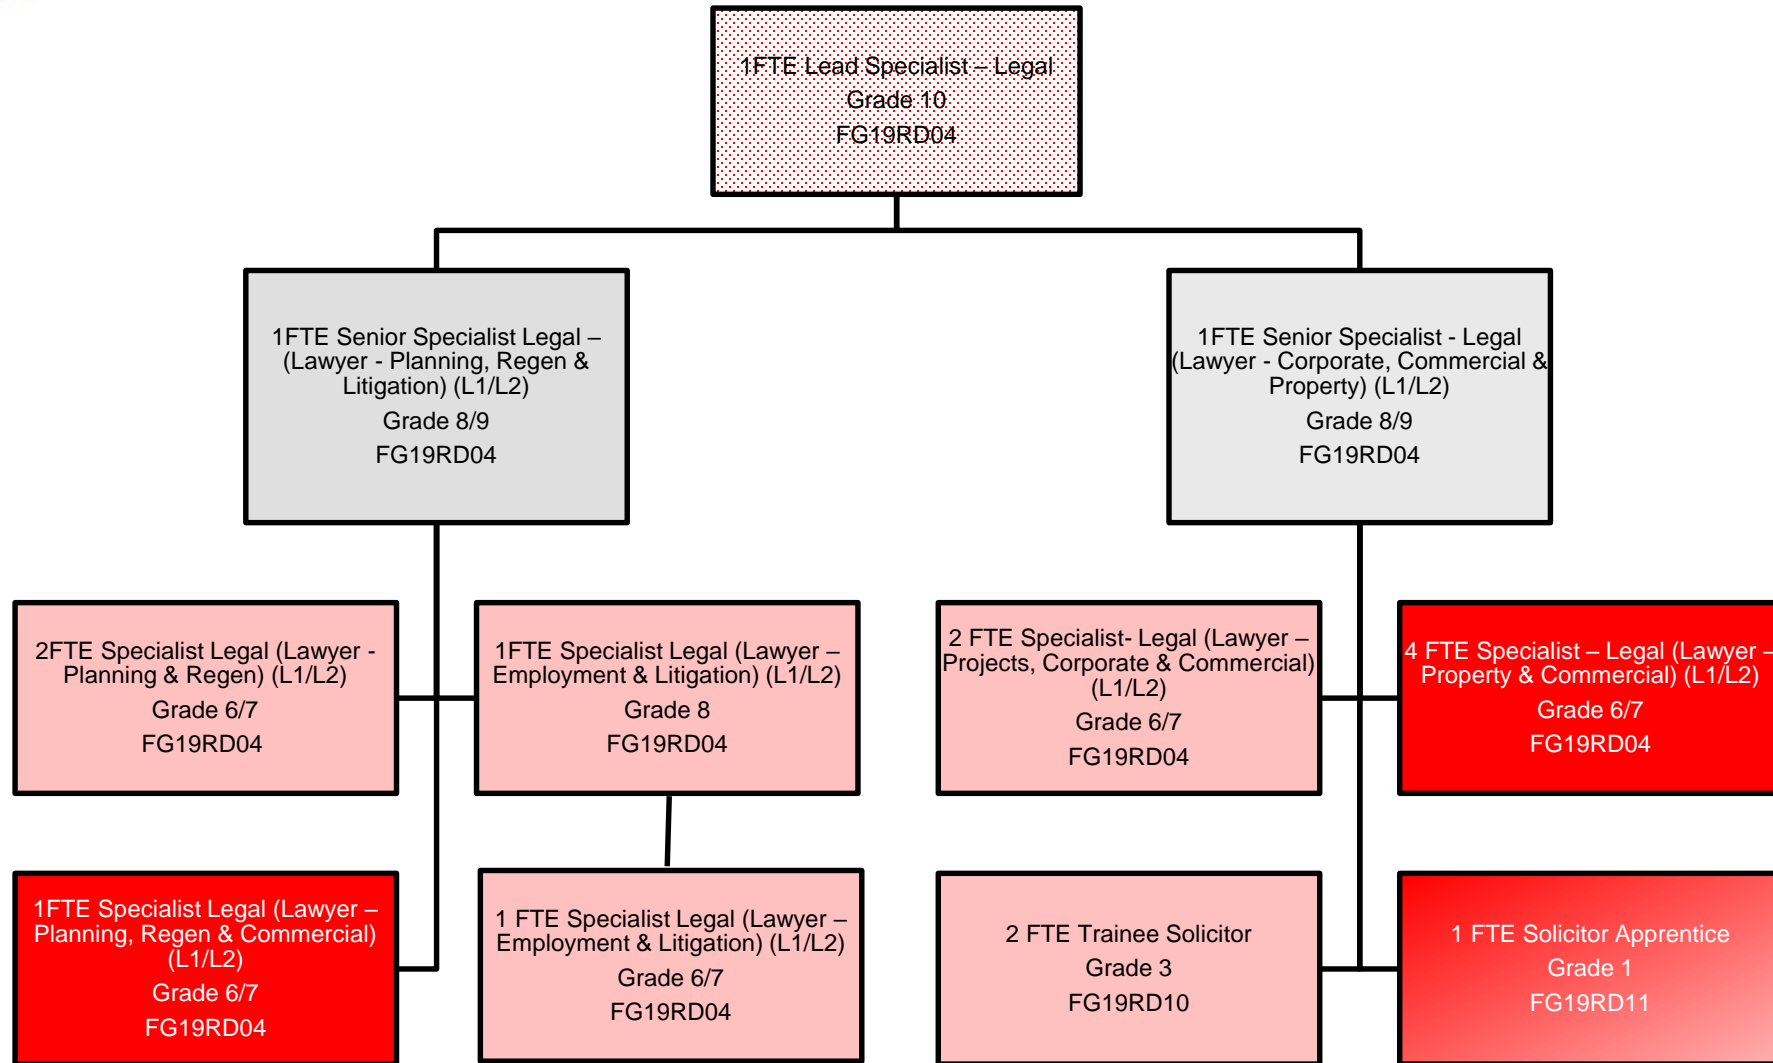 1FTE Lead Specialist – Legal
Grade 10
FG19RD04
1FTE Senior Specialist Legal –
(Lawyer - Planning, Regen &
Litigation) (L1/L2)
Grade 8/9
FG19RD04
1FTE Senior Specialist - Legal
(Lawyer - Corporate, Commercial &
Property) (L1/L2)
Grade 8/9
FG19RD04
2FTE Specialist Legal (Lawyer -
Planning & Regen) (L1/L2)
Grade 6/7
FG19RD04
1FTE Specialist Legal (Lawyer –
Employment & Litigation) (L1/L2)
Grade 8
FG19RD04
2 FTE Specialist- Legal (Lawyer –
Projects, Corporate & Commercial)
(L1/L2)
Grade 6/7
FG19RD04
4 FTE Specialist – Legal (Lawyer –
Property & Commercial) (L1/L2)
Grade 6/7
FG19RD04
1FTE Specialist Legal (Lawyer –
Planning, Regen & Commercial)
(L1/L2)
Grade 6/7
FG19RD04
1 FTE Specialist Legal (Lawyer –
Employment & Litigation) (L1/L2)
Grade 6/7
FG19RD04
2 FTE Trainee Solicitor
Grade 3
FG19RD10
1 FTE Solicitor Apprentice
Grade 1
FG19RD11